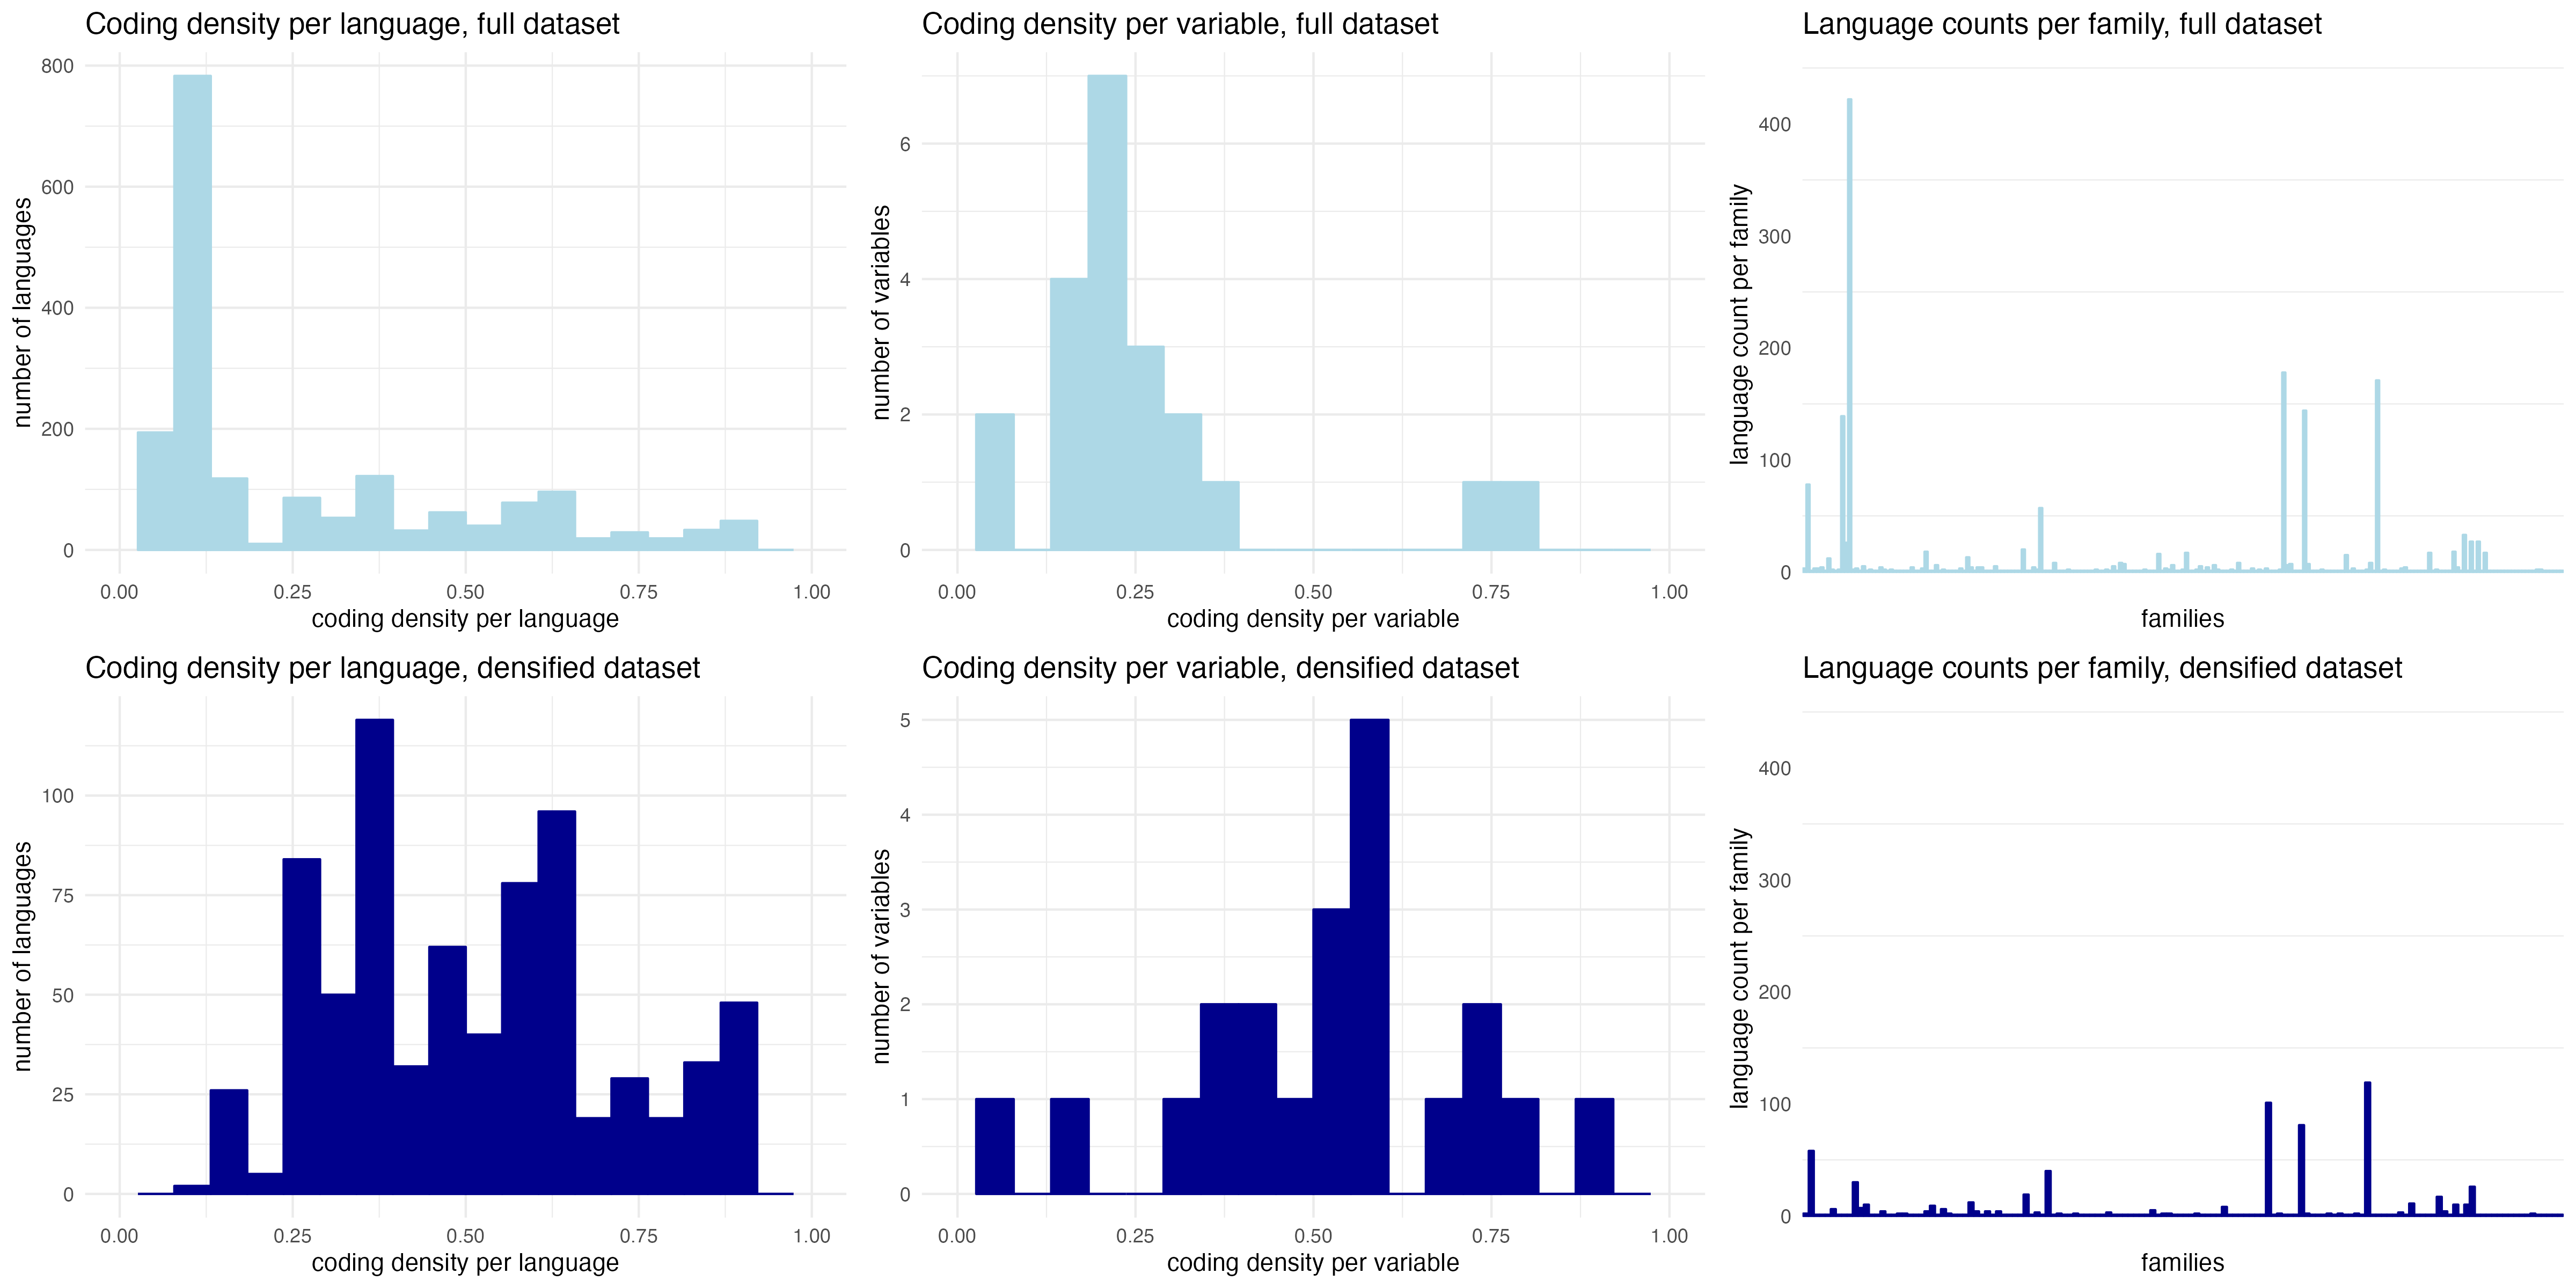 Coding density per language, full dataset
number of languages
800
600
400
200
0
0.00 0.25 0.50 0.75 1.00
coding density per language
Coding density per variable, full dataset
number of variables
6
4
2
0
0.00 0.25 0.50 0.75 1.00
coding density per variable
Language counts per family, full dataset
language count per family
400
300
200
100
0
families
Coding density per language, densified dataset
number of languages
100
75
50
25
0
0.00 0.25 0.50 0.75 1.00
coding density per language
Coding density per variable, densified dataset
number of variables
5
4
3
2
1
0
0.00 0.25 0.50 0.75 1.00
coding density per variable
Language counts per family, densified dataset
language count per family
400
300
200
100
0
families